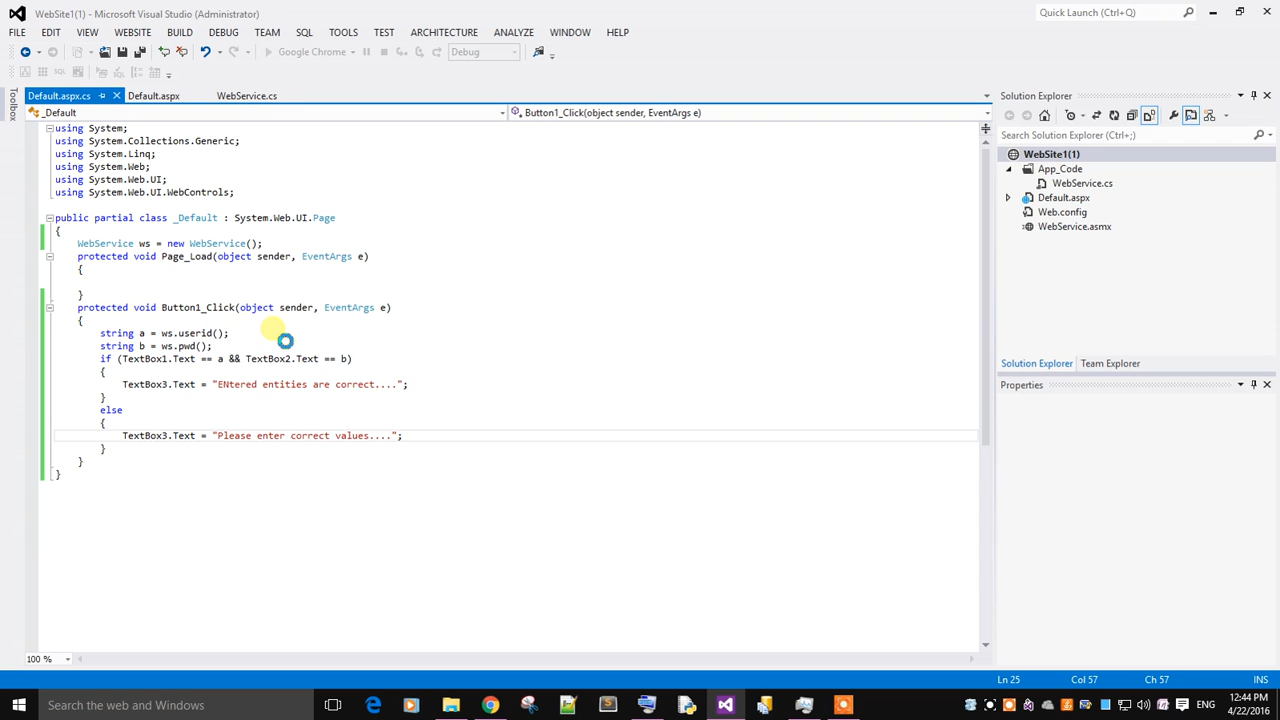 WebSite1(1) - Microsoft Visual Studio (Administrator)
Quick Launch (Ctrl+Q)
FILE EDIT VIEW WEBSITE BUILD DEBUG TEAM SQL TOOLS TEST ARCHITECTURE ANALYZE WINDOW HELP
Google Chrome Debug
SQL
Toolbox
Default.aspx.cs Default.aspx WebService.cs
_Default Button1_Click(object sender, EventArgs e)
using System;
using System.Collections.Generic;
using System.Linq;
using System.Web;
using System.Web.UI;
using System.Web.UI.WebControls;
public partial class _Default : System.Web.UI.Page
{
WebService ws = new WebService();
protected void Page_Load(object sender, EventArgs e)
{
}
protected void Button1_Click(object sender, EventArgs e)
{
string a = ws.userid();
string b = ws.pwd();
if (TextBox1.Text == a && TextBox2.Text == b)
{
TextBox3.Text = "ENtered entities are correct....";
}
else
{
TextBox3.Text = "Please enter correct values....";
}
}
}
100 %
Solution Explorer
Search Solution Explorer (Ctrl+;)
WebSite1(1)
App_Code
WebService.cs
Default.aspx
Web.config
WebService.asmx
Solution Explorer Team Explorer
Properties
Ln 25 Col 57 Ch 57 INS
Search the web and Windows
ENG
12:44 PM
4/22/2016